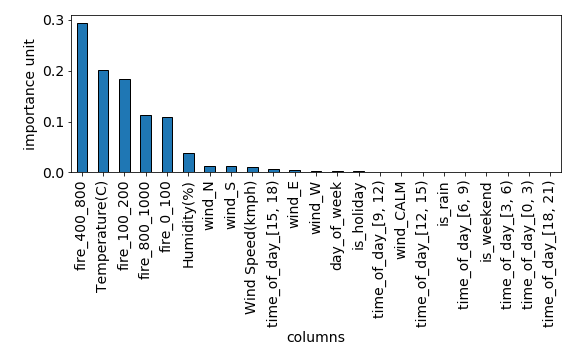 importance unit
0.3
0.2
0.1
0.0
fire_400_800
Temperature(C)
fire_100_200
fire_800_1000
fire_0_100
Humidity(%)
wind_N
wind_S
Wind Speed(kmph)
time_of_day_[15, 18)
wind_E
wind_W
day_of_week
is_holiday
time_of_day_[9, 12)
wind_CALM
time_of_day_[12, 15)
is_rain
time_of_day_[6, 9)
is_weekend
time_of_day_[3, 6)
time_of_day_[0, 3)
time_of_day_[18, 21)
columns